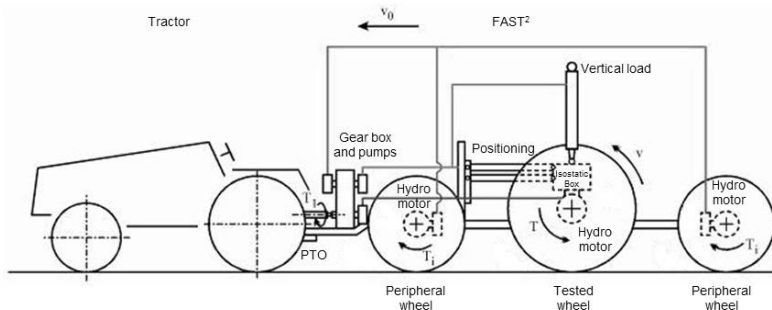 Tractor
v₀
FAST²
Vertical load
Gear box
and pumps
Positioning
v
Isostatic
Box
T₁
Hydro
motor
Hydro
motor
T
Hydro
motor
PTO
Tᵢ
Tᵢ
Peripheral
wheel
Tested
wheel
Peripheral
wheel